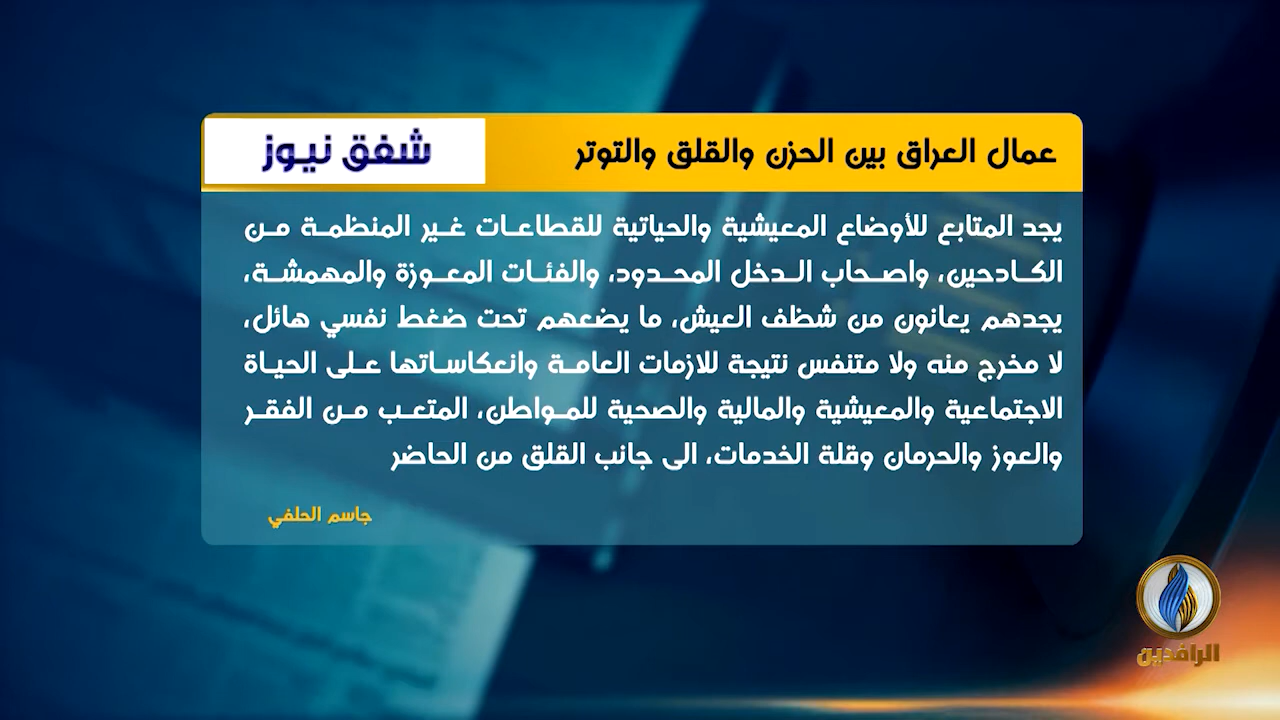 عمال العراق بين الحزن والقلق والتوتر
شفق نيوز
يجد المتابع للأوضاع المعيشية والحياتية للقطاعات غير المنظمة من
الكادحين، واصحاب الدخل المحدود، والفئات المعوزة والمهمشة،
يجدهم يعانون من شظف العيش، ما يضعهم تحت ضغط نفسي هائل،
لا مخرج منه ولا متنفس نتيجة للازمات العامة وانعكاساتها على الحياة
الاجتماعية والمعيشية والمالية والصحية للمواطن، المتعب من الفقر
والعوز والحرمان وقلة الخدمات، الى جانب القلق من الحاضر
جاسم الحلفي
الرافدين